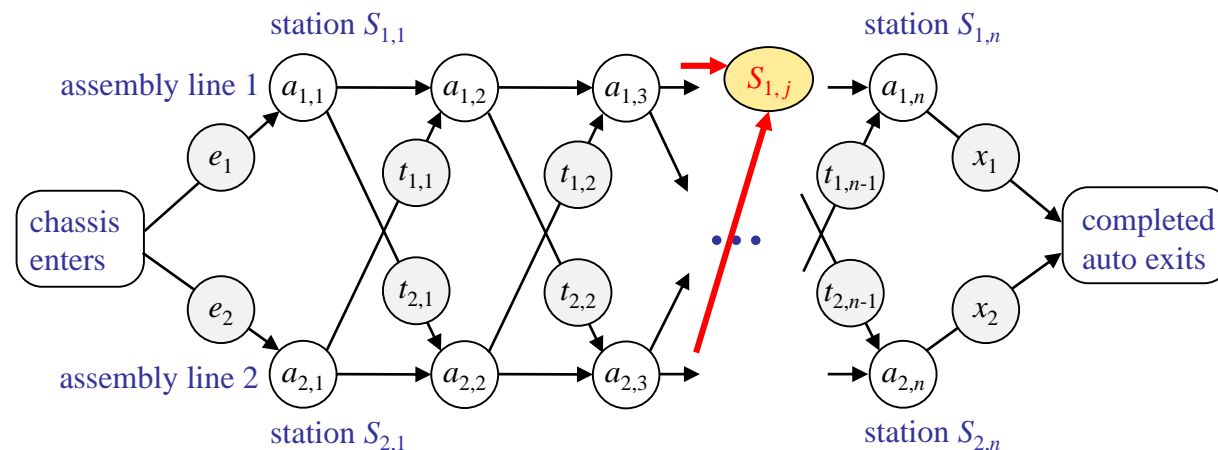 station S1,1
station S1,n
assembly line 1
a1,1
a1,2
a1,3
S1,j
a1,n
e1
t1,1
t1,2
t1,n-1
x1
chassis
enters
...
completed
auto exits
e2
t2,1
t2,2
t2,n-1
x2
assembly line 2
a2,1
a2,2
a2,3
a2,n
station S2,1
station S2,n